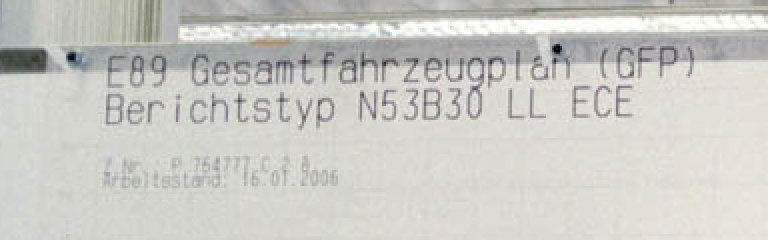 E89 Gesamtfahrzeugplan (GFP)
Berichtstyp N53B30 LL ECE
Arbeitsstand: 16.01.2006